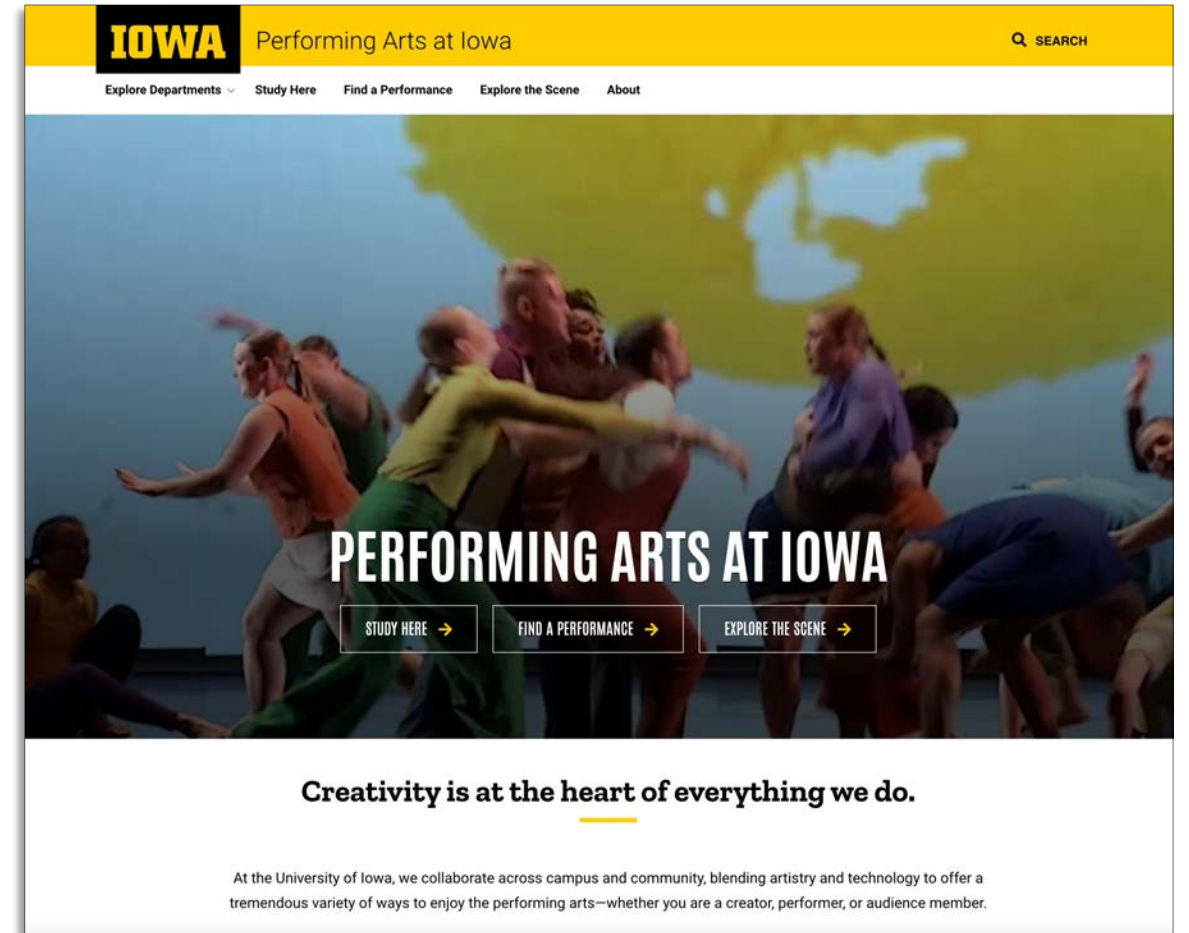 IOWA Performing Arts at Iowa SEARCH
Explore Departments Study Here Find a Performance Explore the Scene About
PERFORMING ARTS AT IOWA
STUDY HERE → FIND A PERFORMANCE → EXPLORE THE SCENE →
Creativity is at the heart of everything we do.
At the University of Iowa, we collaborate across campus and community, blending artistry and technology to offer a
tremendous variety of ways to enjoy the performing arts—whether you are a creator, performer, or audience member.